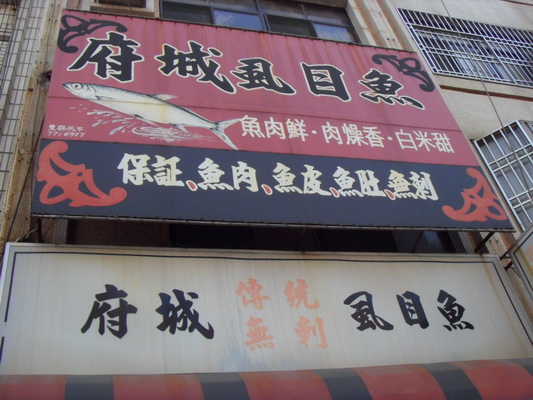 府城虱目魚
魚肉鮮·肉燥香·白米甜
保証、魚肉、魚皮、魚肚、無刺
府城 傳統無刺 虱目魚